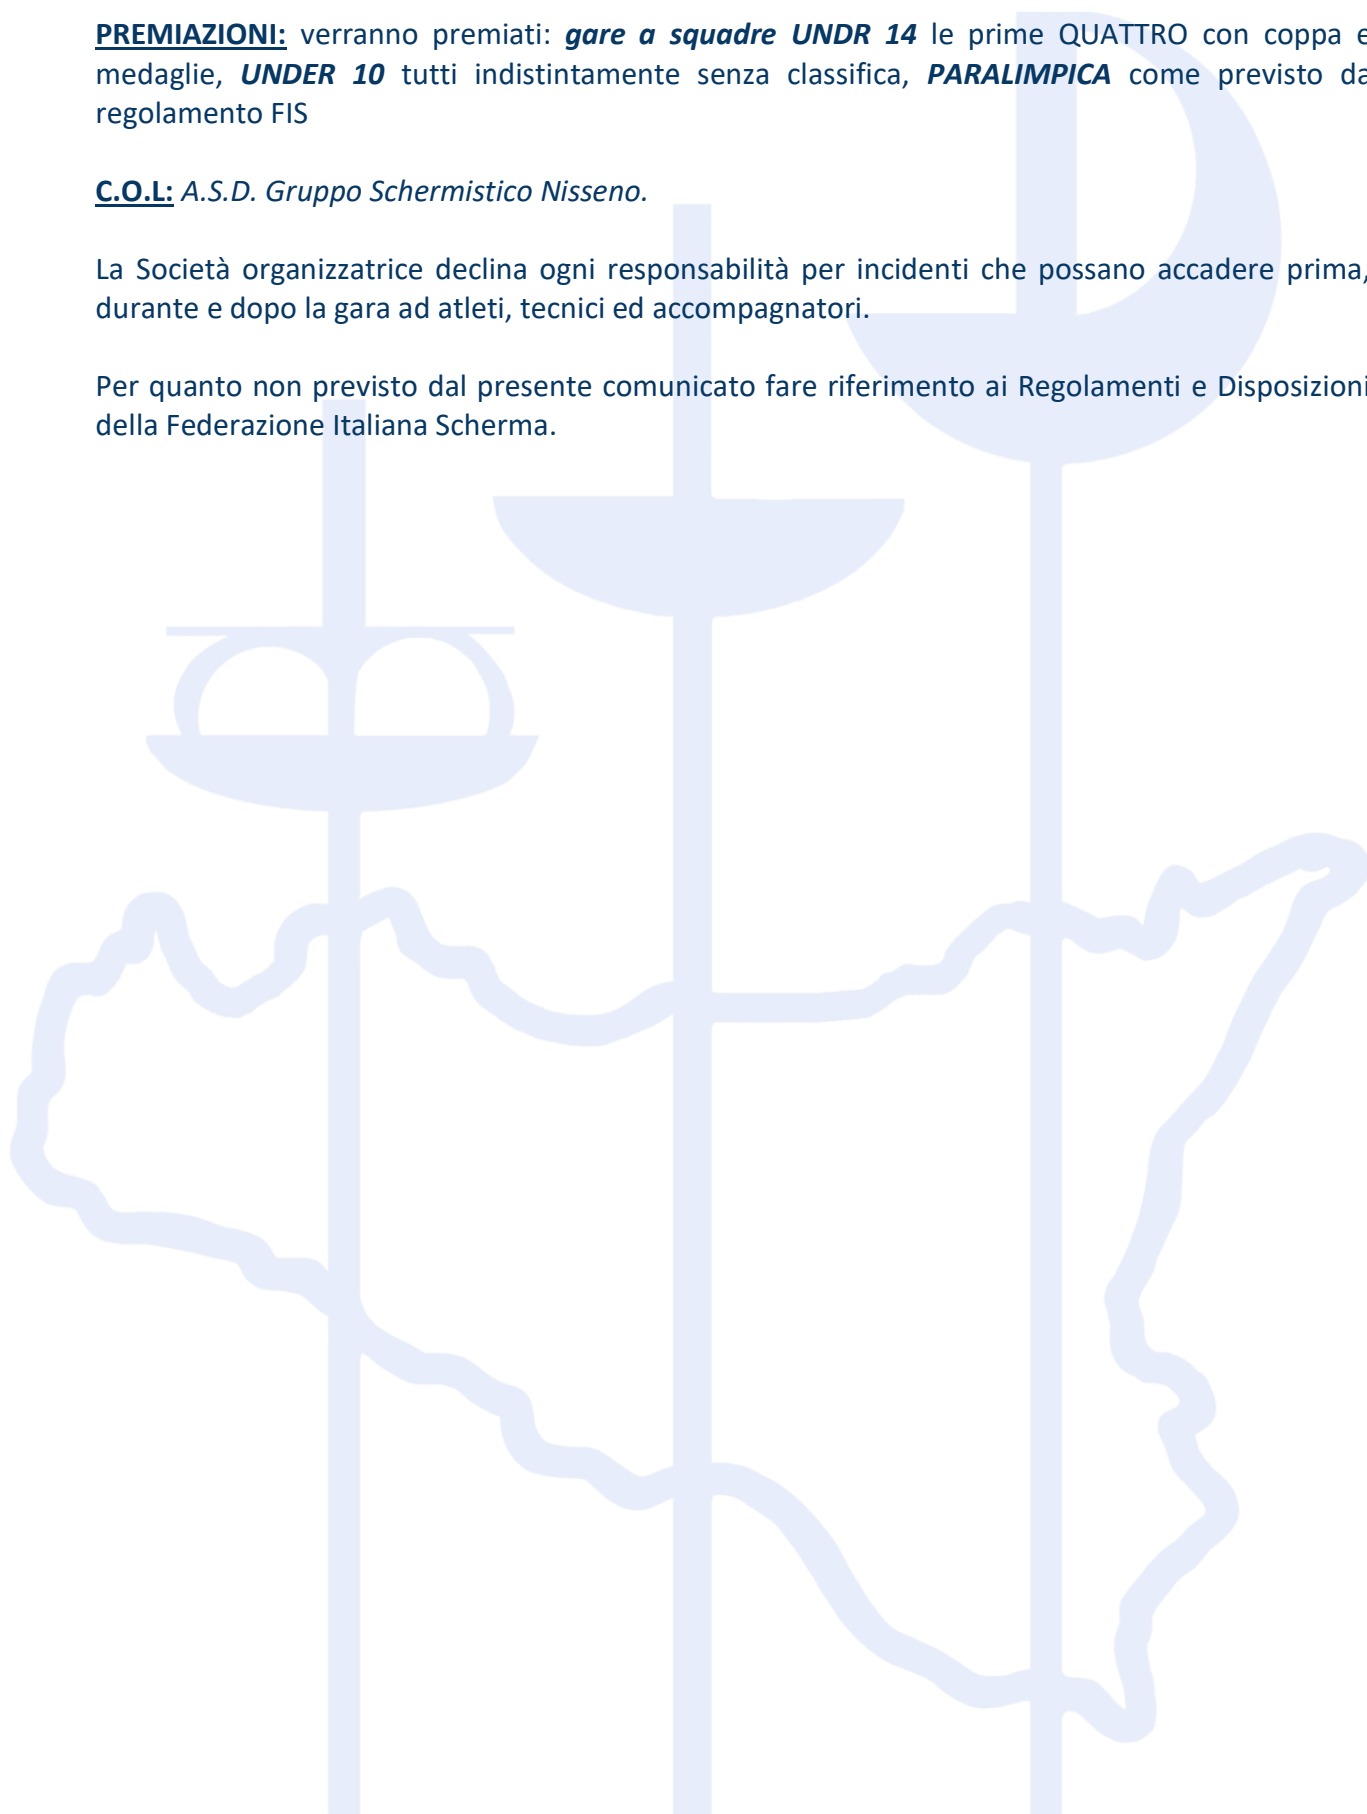 PREMIAZIONI: verranno premiati: gare a squadre UNDR 14 le prime QUATTRO con coppa e
medaglie, UNDER 10 tutti indistintamente senza classifica, PARALIMPICA come previsto da
regolamento FIS
C.O.L: A.S.D. Gruppo Schermistico Nisseno.
La Società organizzatrice declina ogni responsabilità per incidenti che possano accadere prima,
durante e dopo la gara ad atleti, tecnici ed accompagnatori.
Per quanto non previsto dal presente comunicato fare riferimento ai Regolamenti e Disposizioni
della Federazione Italiana Scherma.